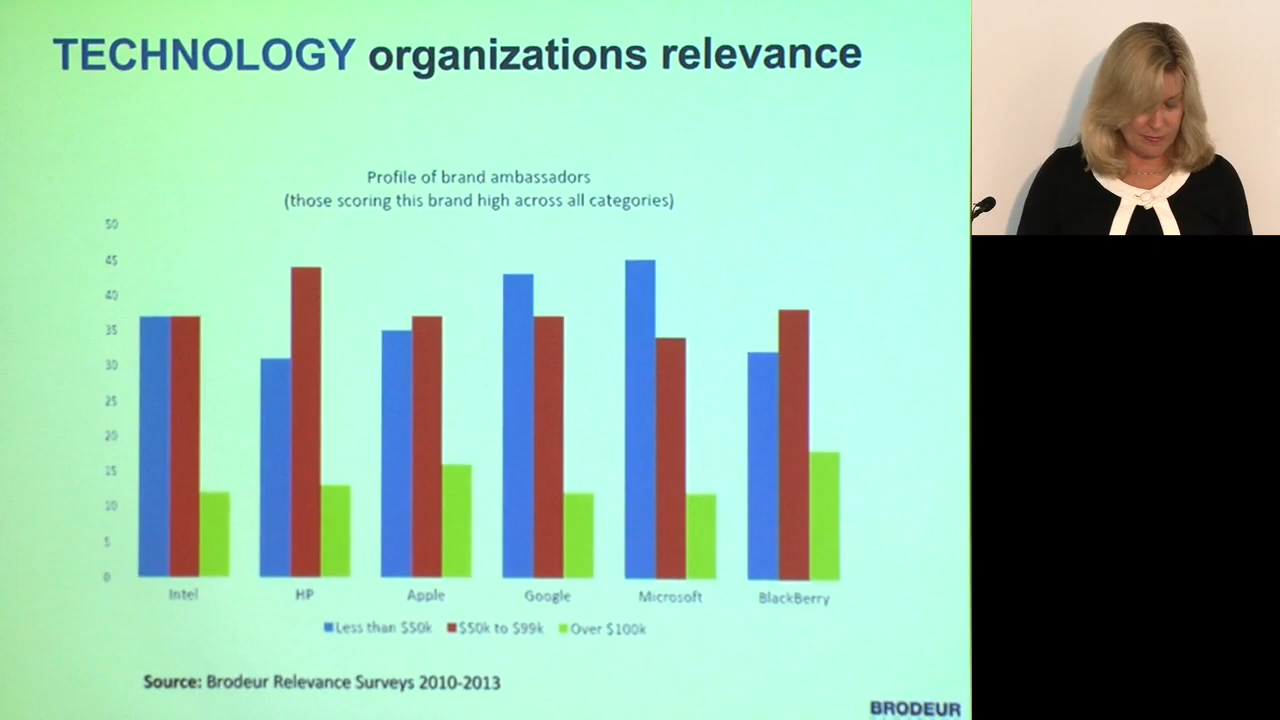 TECHNOLOGY organizations relevance
Profile of brand ambassadors
(those scoring this brand high across all categories)
50
45
40
35
30
25
20
15
10
5
0
Intel HP Apple Google Microsoft BlackBerry
Less than $50k $50k to $99k Over $100k
Source: Brodeur Relevance Surveys 2010-2013
BRODEUR